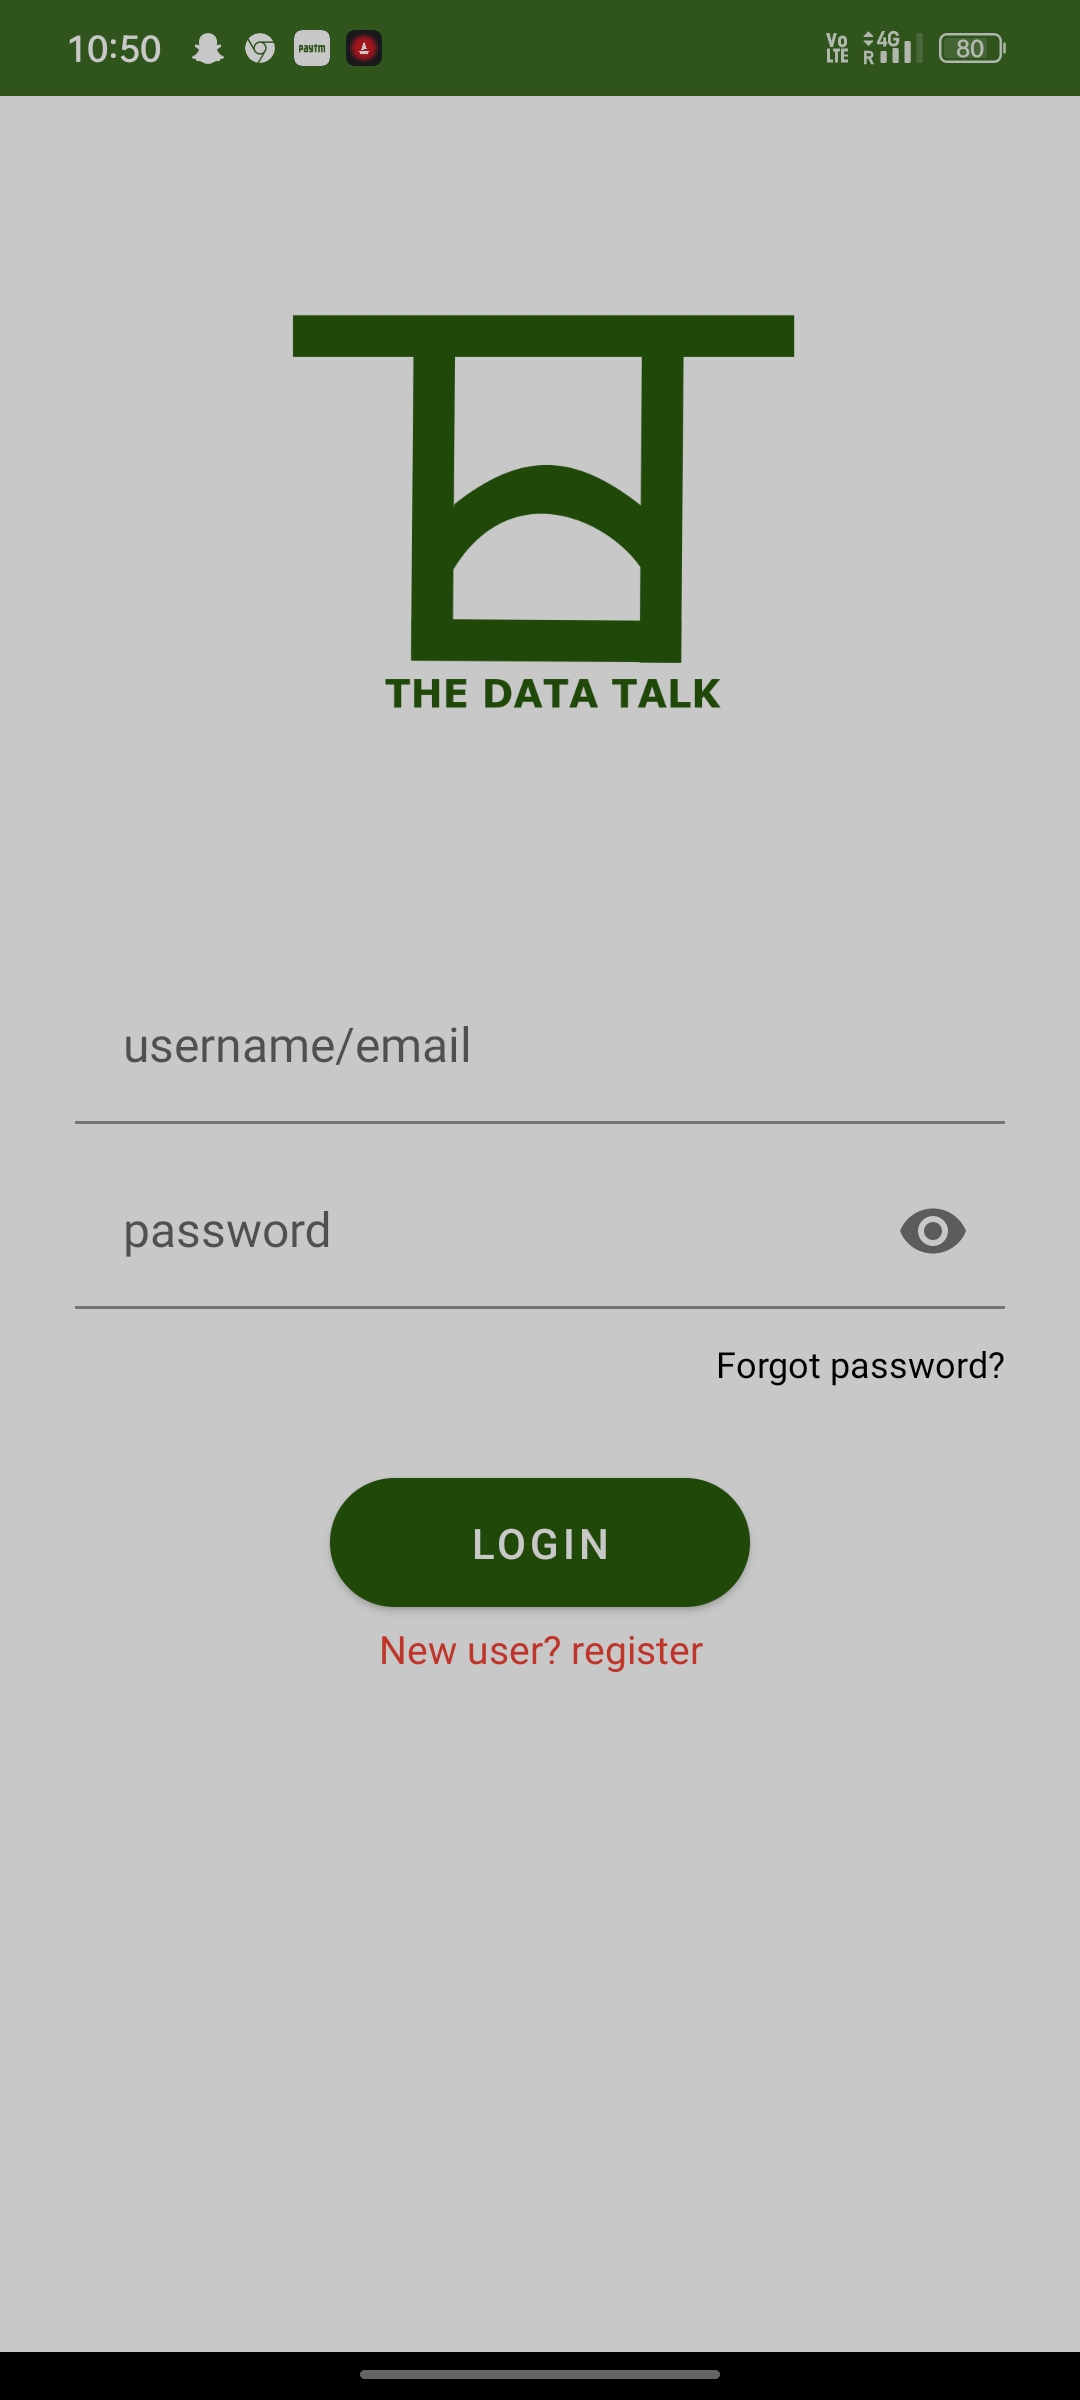 10:50 paytm Vo LTE 4G R 80
THE DATA TALK
username/email
password
Forgot password?
LOGIN
New user? register